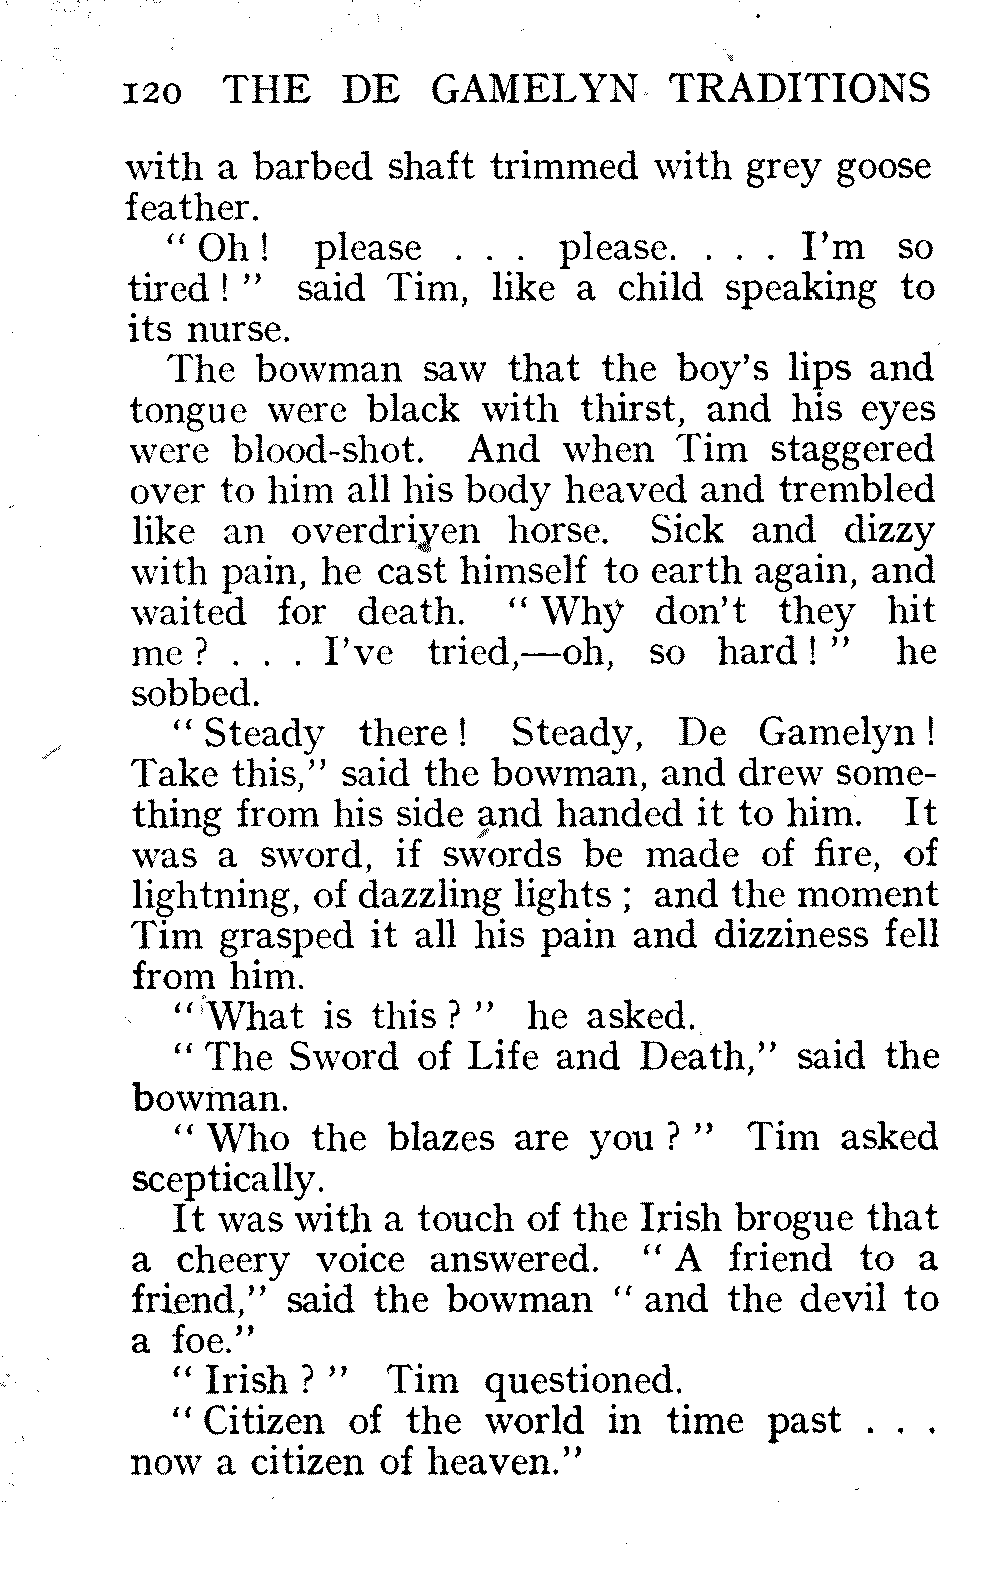 120 THE DE GAMELYN TRADITIONS
with a barbed shaft trimmed with grey goose
feather.
"Oh! please . . . please. . . . I'm so
tired!" said Tim, like a child speaking to
its nurse.
The bowman saw that the boy's lips and
tongue were black with thirst, and his eyes
were blood-shot. And when Tim staggered
over to him all his body heaved and trembled
like an overdriven horse. Sick and dizzy
with pain, he cast himself to earth again, and
waited for death. "Why don't they hit
me? . . . I've tried,—oh, so hard!" he
sobbed.
"Steady there! Steady, De Gamelyn!
Take this," said the bowman, and drew some-
thing from his side and handed it to him. It
was a sword, if swords be made of fire, of
lightning, of dazzling lights; and the moment
Tim grasped it all his pain and dizziness fell
from him.
"What is this?" he asked.
"The Sword of Life and Death," said the
bowman.
"Who the blazes are you?" Tim asked
sceptically.
It was with a touch of the Irish brogue that
a cheery voice answered. "A friend to a
friend," said the bowman "and the devil to
a foe."
"Irish?" Tim questioned.
"Citizen of the world in time past . . .
now a citizen of heaven."